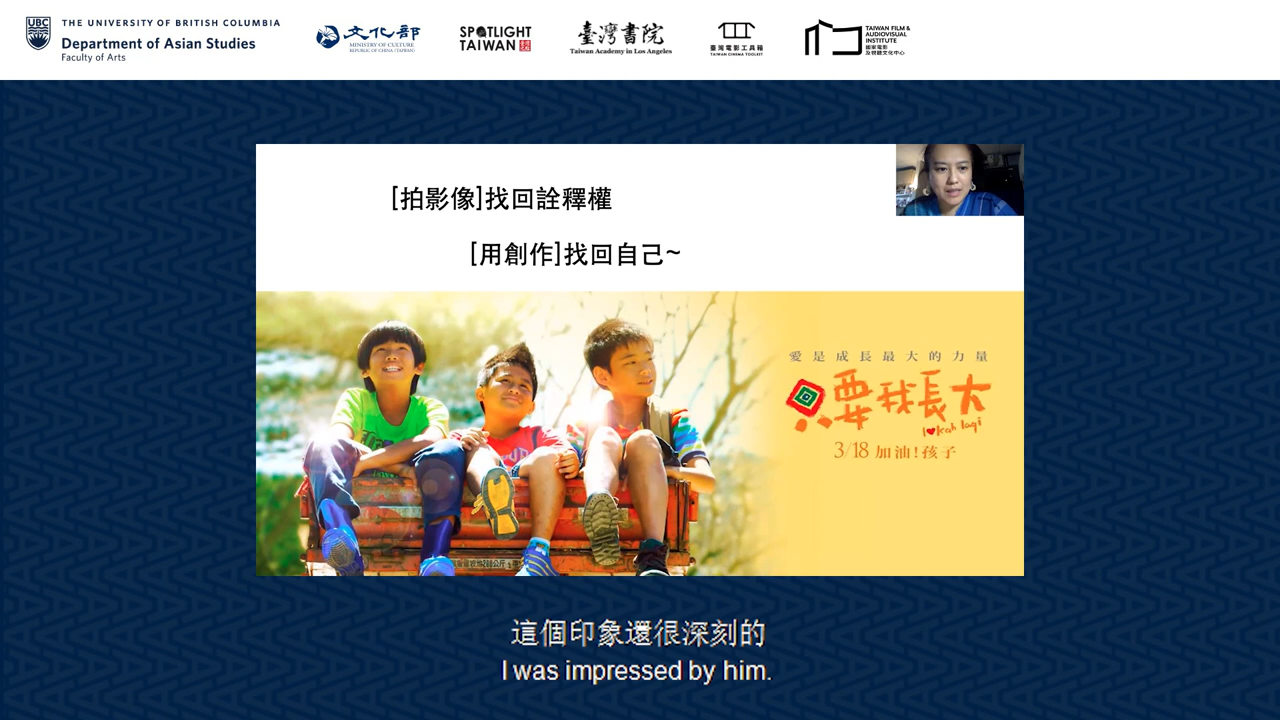 UBC
THE UNIVERSITY OF BRITISH COLUMBIA
Department of Asian Studies
Faculty of Arts
文化部
MINISTRY OF CULTURE
REPUBLIC OF CHINA (TAIWAN)
SPOTLIGHT
TAIWAN
臺灣書院
Taiwan Academy in Los Angeles
臺灣電影工具箱
TAIWAN CINEMA TOOLKIT
TAIWAN FILM &
AUDIOVISUAL
INSTITUTE
國家電影
及視聽文化中心
[拍影像]找回詮釋權
[用創作]找回自己~
愛是成長最大的力量
只要我長大
lokah laqi
3/18 加油!孩子
這個印象還很深刻的
I was impressed by him.